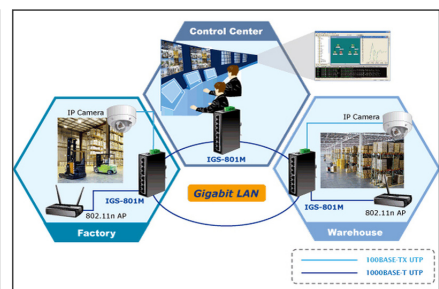 Control Center
IP Camera
IP Camera
IGS-801M
Gigabit LAN
IGS-801M
802.11n AP
IGS-801M
802.11n AP
Factory
Warehouse
100BASE-TX UTP
1000BASE-T UTP